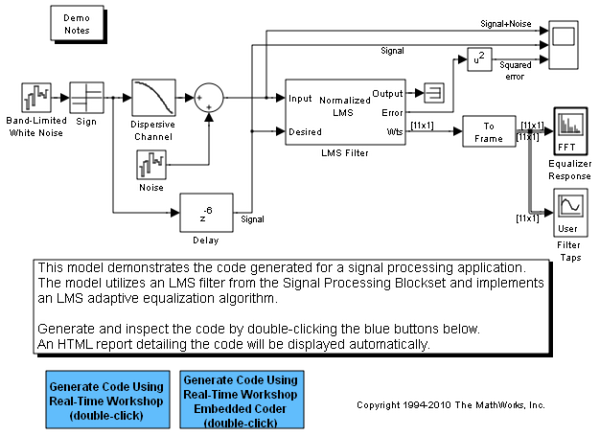 Demo
Notes
Signal+Noise
Signal
u²
Squared
error
Band-Limited
White Noise
Sign
Dispersive
Channel
+
+
Noise
Input
Normalized
LMS
Output
Error
Desired
Wts
LMS Filter
[11x1]
To
Frame
[11x1]
[11x1]
FFT
Equalizer
Response
[11x1]
User
Filter
Taps
z⁻⁶
Delay
Signal
This model demonstrates the code generated for a signal processing application.
The model utilizes an LMS filter from the Signal Processing Blockset and implements
an LMS adaptive equalization algorithm.
Generate and inspect the code by double-clicking the blue buttons below.
An HTML report detailing the code will be displayed automatically.
Generate Code Using
Real-Time Workshop
(double-click)
Generate Code Using
Real-Time Workshop
Embedded Coder
(double-click)
Copyright 1994-2010 The MathWorks, Inc.